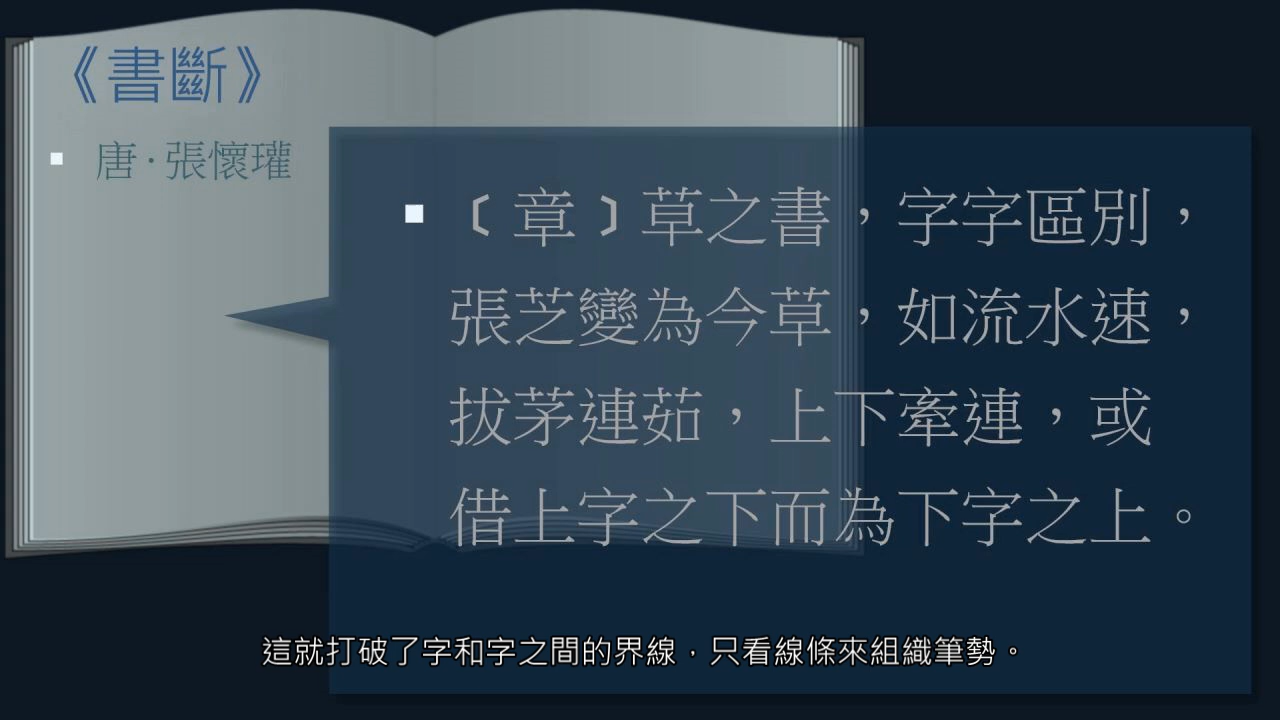 《書斷》
唐·張懷瓘
﹝章﹞草之書，字字區別，
張芝變為今草，如流水速，
拔茅連茹，上下牽連，或
借上字之下而為下字之上。
這就打破了字和字之間的界線，只看線條來組織筆勢。